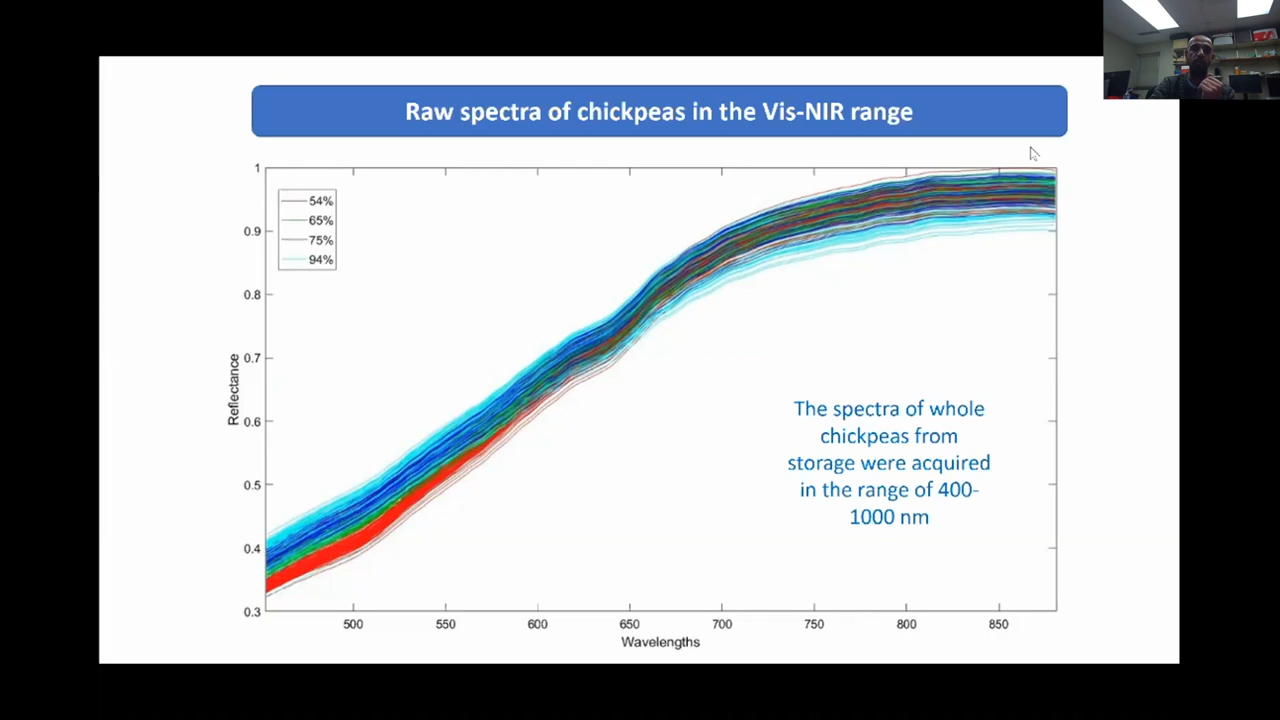 Raw spectra of chickpeas in the Vis-NIR range
1
0.9
0.8
0.7
0.6
0.5
0.4
0.3
Reflectance
54%
65%
75%
94%
500
550
600
650
700
750
800
850
Wavelengths
The spectra of whole
chickpeas from
storage were acquired
in the range of 400-
1000 nm